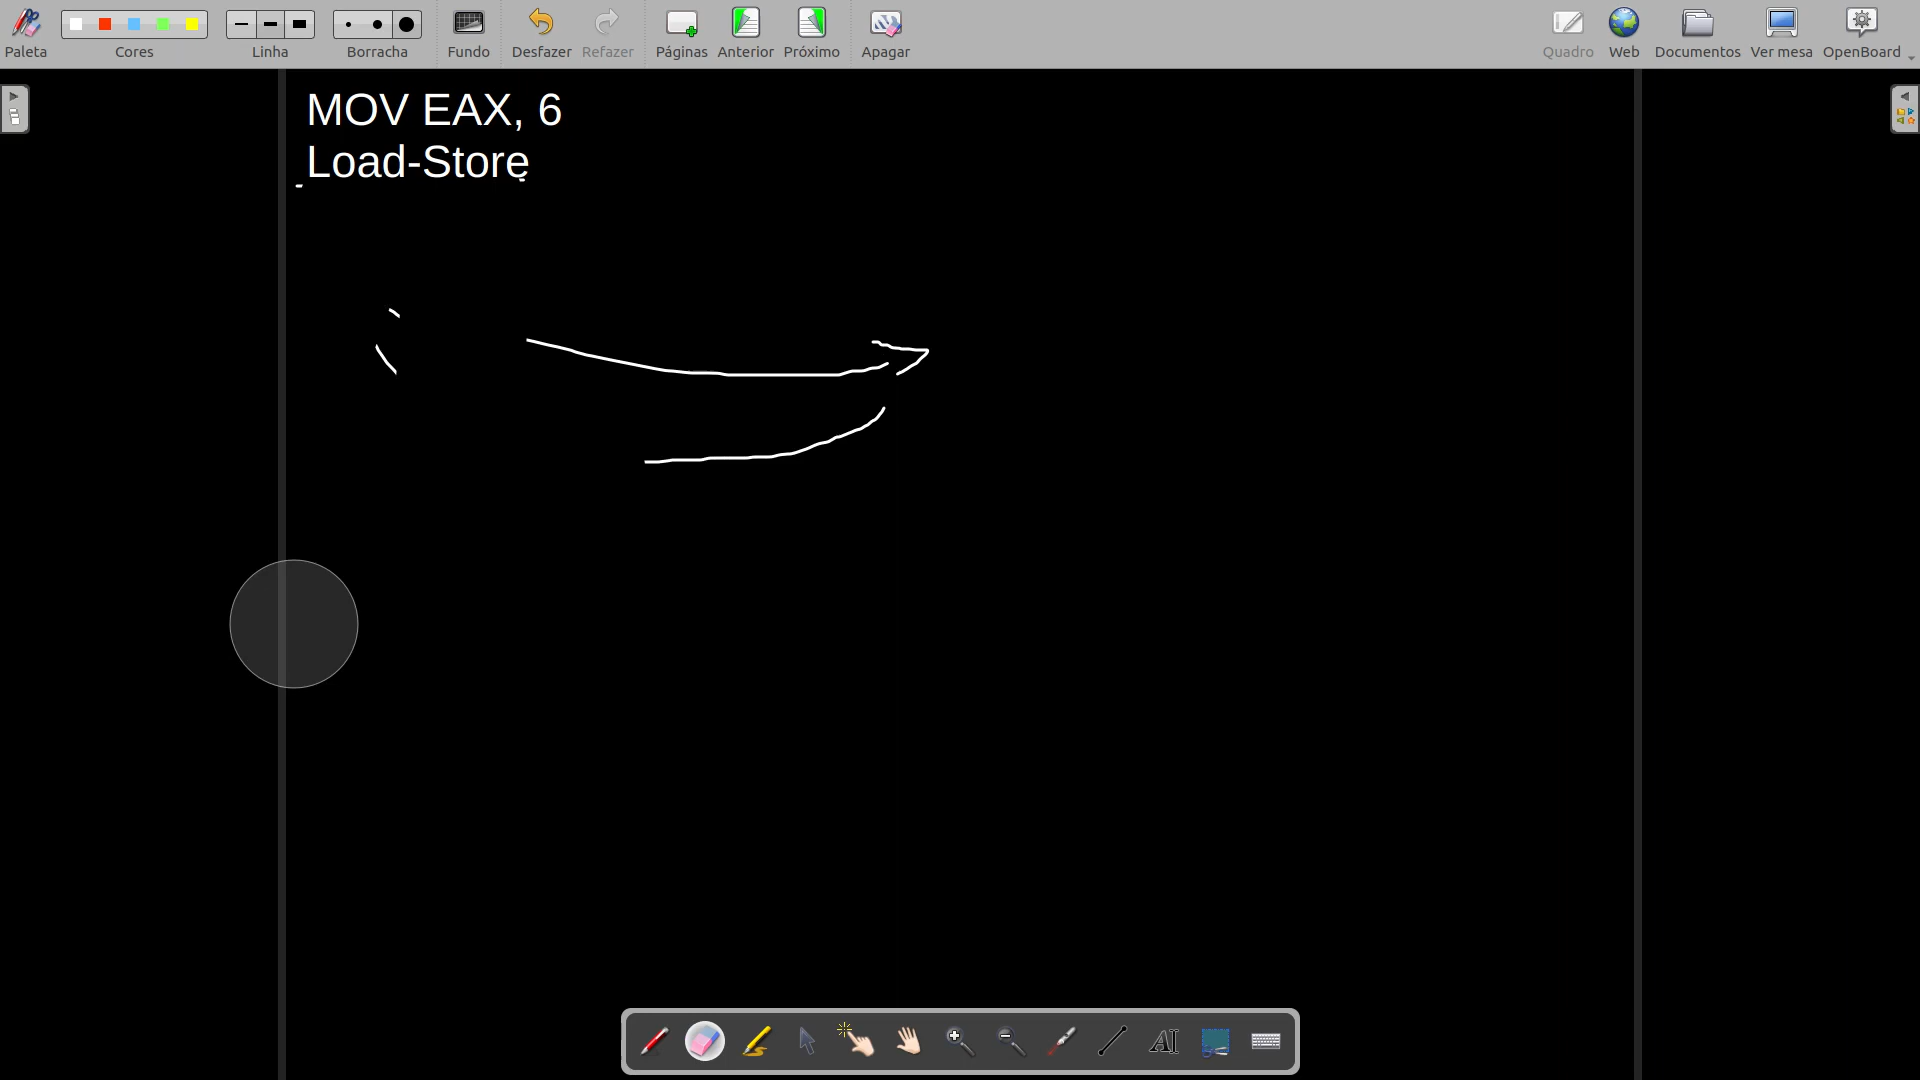 Paleta
Cores
Linha
Borracha
Fundo
Desfazer
Refazer
Páginas
Anterior
Próximo
Apagar
Quadro
Web
Documentos
Ver mesa
OpenBoard
MOV EAX, 6
Load-Store